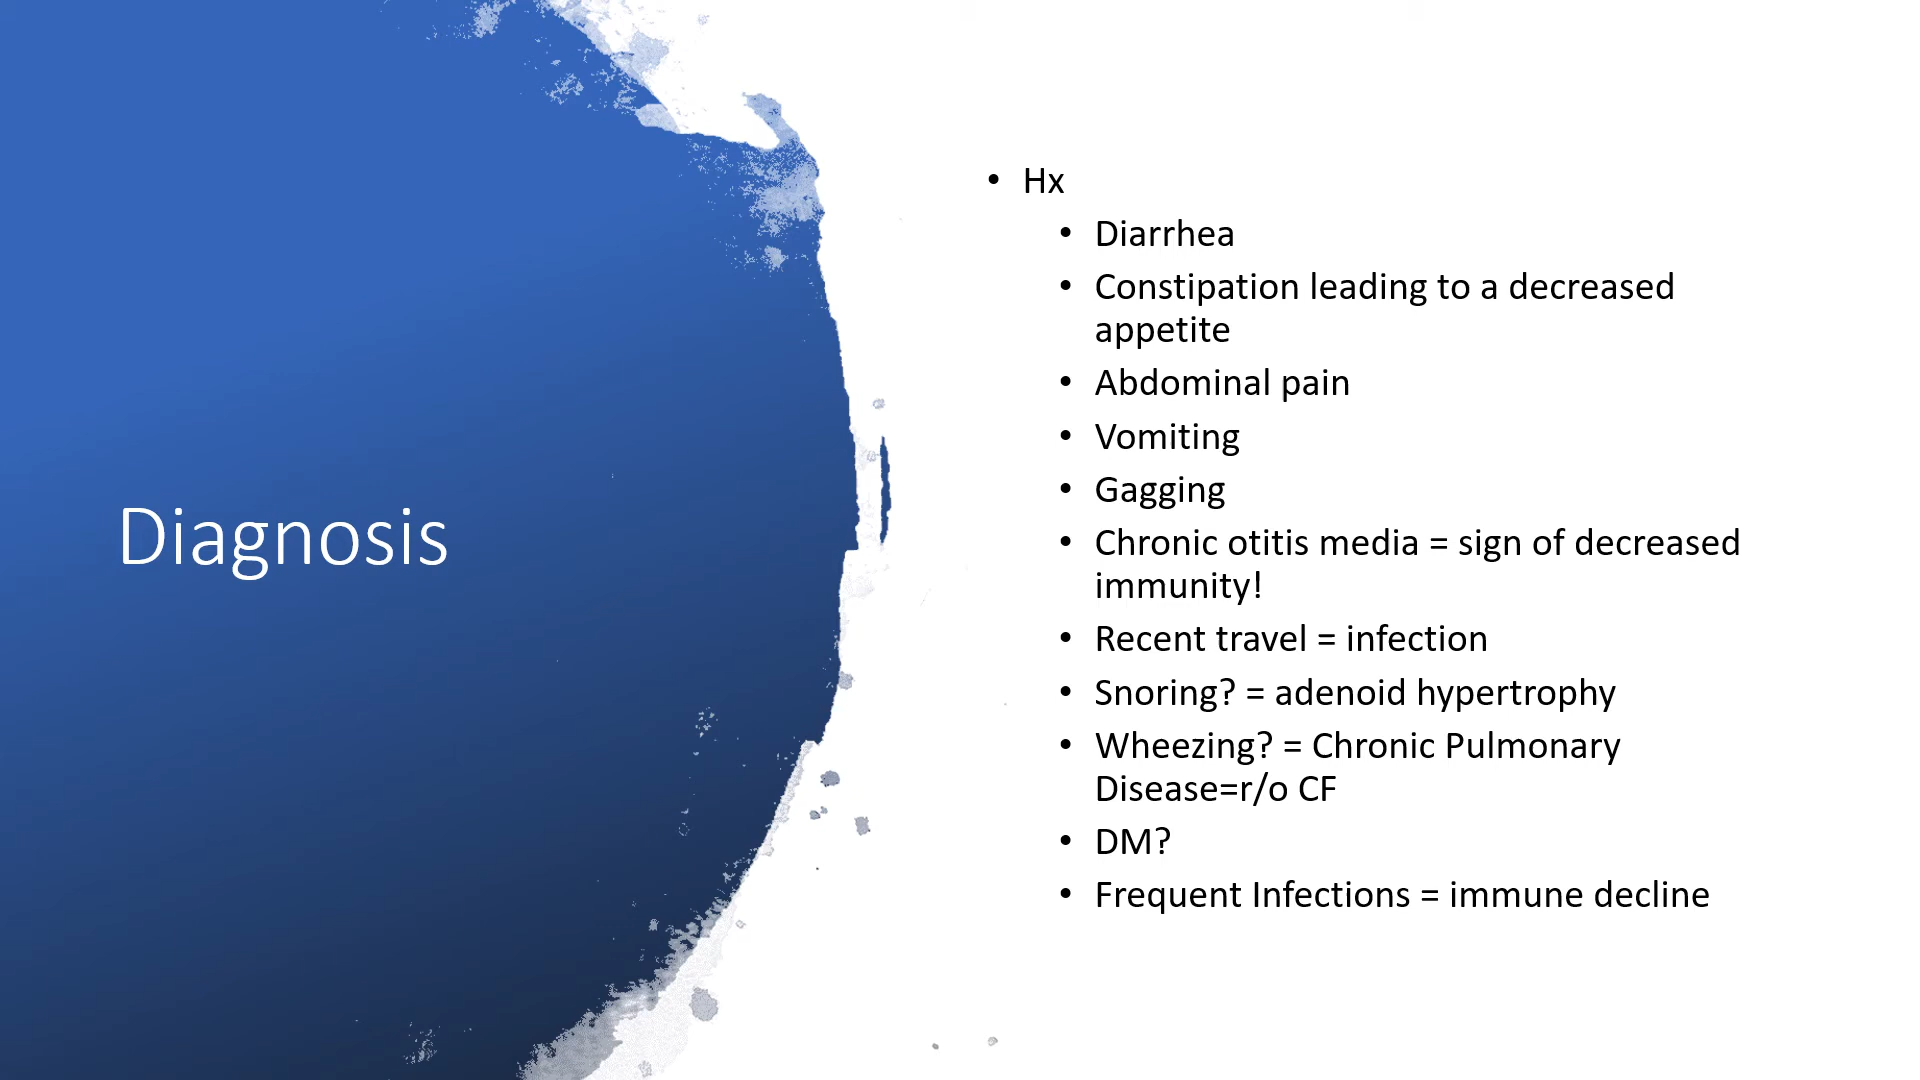 Diagnosis
• Hx
• Diarrhea
• Constipation leading to a decreased
appetite
• Abdominal pain
• Vomiting
• Gagging
• Chronic otitis media = sign of decreased
immunity!
• Recent travel = infection
• Snoring? = adenoid hypertrophy
• Wheezing? = Chronic Pulmonary
Disease=r/o CF
• DM?
• Frequent Infections = immune decline